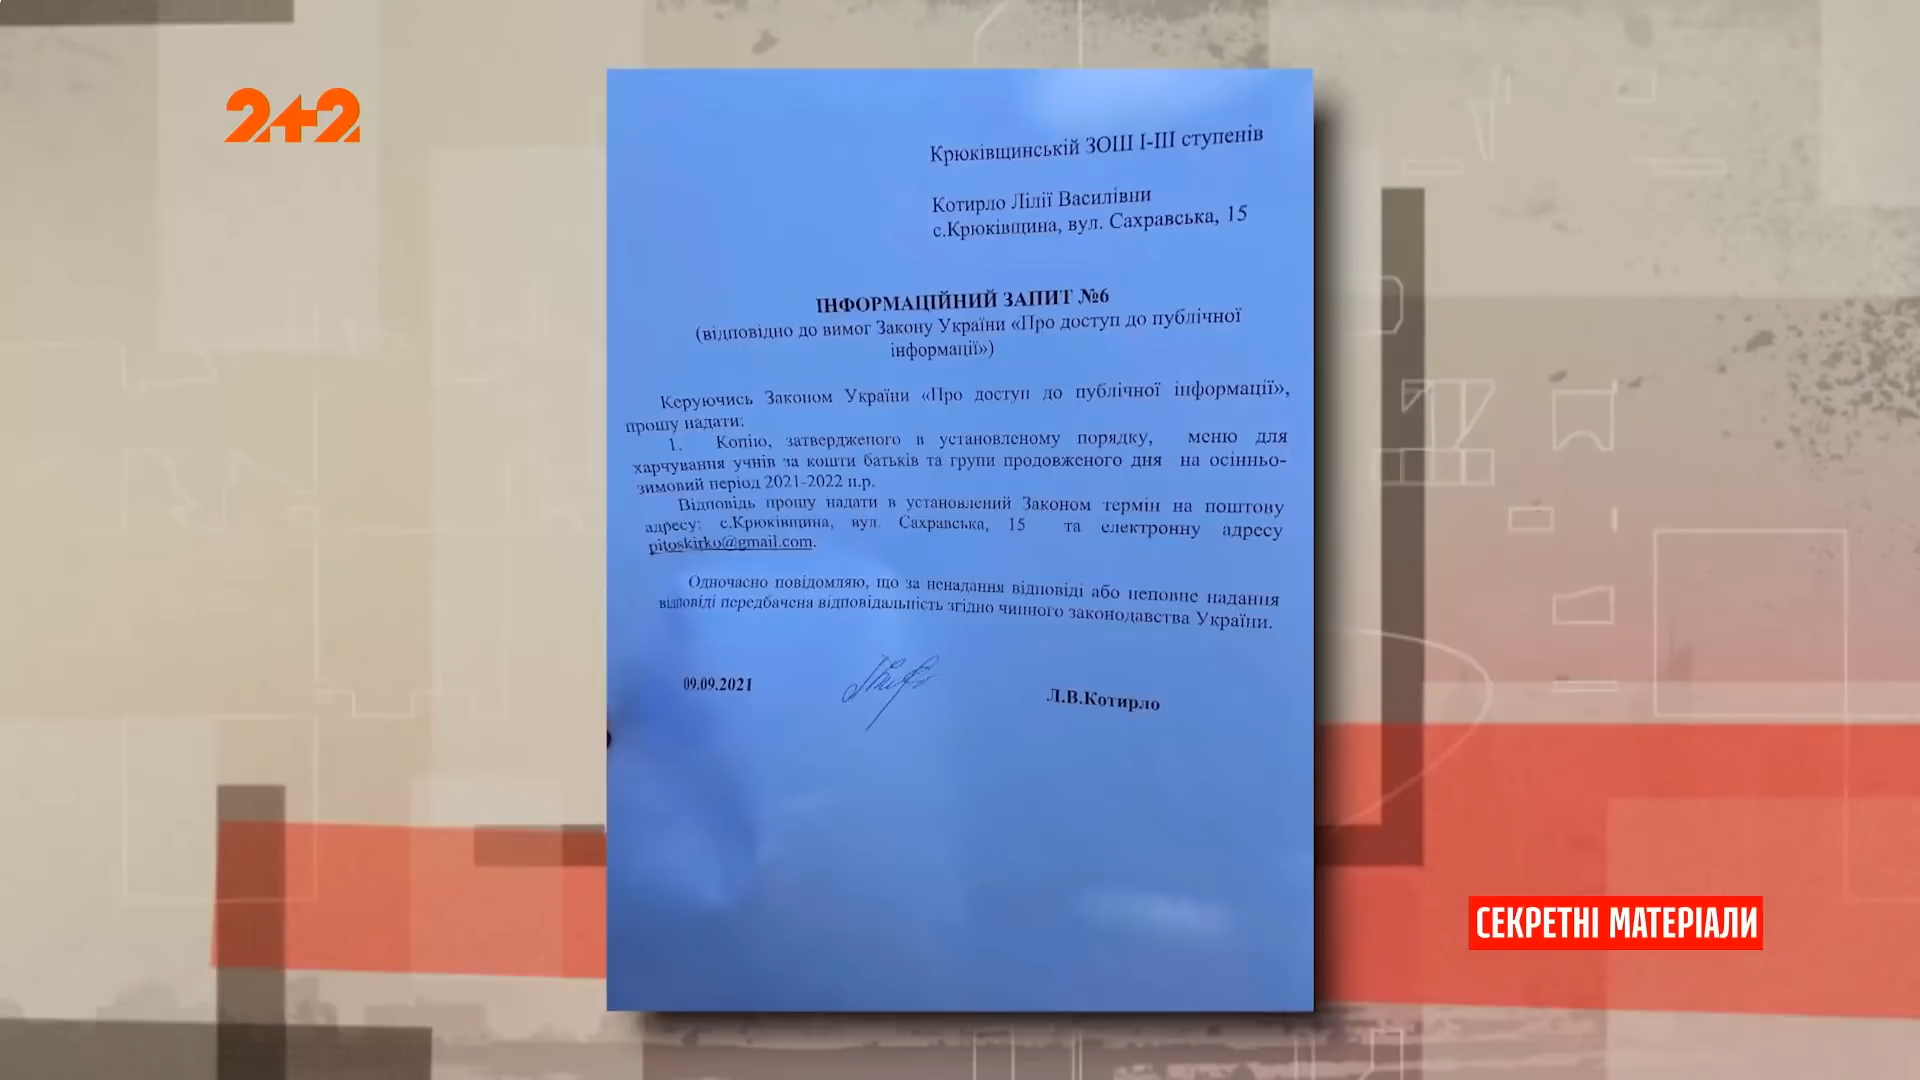 2+2
Крюківщинській ЗОШ І-ІІІ ступенів
Котирло Лілії Василівни
с.Крюківщина, вул. Сахравська, 15
ІНФОРМАЦІЙНИЙ ЗАПИТ №6
(відповідно до вимог Закону України «Про доступ до публічної
інформації»)
Керуючись Законом України «Про доступ до публічної інформації»,
прошу надати:
1. Копію, затвердженого в установленому порядку, меню для
харчування учнів за кошти батьків та групи продовженого дня на осінньо-
зимовий період 2021-2022 н.р.
Відповідь прошу надати в установлений Законом термін на поштову
адресу: с.Крюківщина, вул. Сахравська, 15 та електронну адресу
pitoskirko@gmail.com.
Одночасно повідомляю, що за ненадання відповіді або неповне надання
відповіді передбачена відповідальність згідно чинного законодавства України.
09.09.2021
Л.В.Котирло
СЕКРЕТНІ МАТЕРІАЛИ